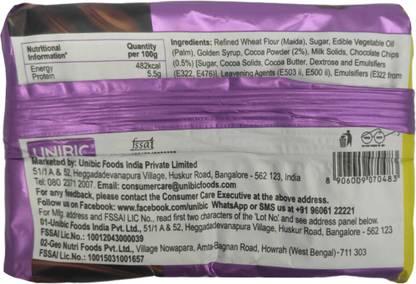 Nutritional Information*
Quantity per 100g
Energy 482kcal
Protein 5.5g
Ingredients: Refined Wheat Flour (Maida), Sugar, Edible Vegetable Oil
(Palm), Golden Syrup, Cocoa Powder (2%), Milk Solids, Chocolate Chips
(0.5%) [Sugar, Cocoa Solids, Cocoa Butter, Dextrose and Emulsifiers
(E322, E476)], Leavening Agents (E503 ii, E500 ii), Emulsifiers (E322 from
UNIBIC
fssai
Marketed by: Unibic Foods India Private Limited
51/1 A & 52, Heggadadevanapura Village, Huskur Road, Bangalore - 562 123, India
Tel: 080 2371 2007. Email: consumercare@unibicfoods.com
For any feedback, please contact the Consumer Care Executive at the above address.
Follow us on Facebook: www.facebook.com/unibic WhatsApp or SMS us at +91 96061 22221
For Mfg. address and FSSAI LIC No., read first two characters of the 'Lot No' and see address panel below.
01-Unibic Foods India Pvt. Ltd., 51/1 A & 52, Heggadadevanapura Village, Huskur Road, Bangalore - 562 123
FSSAI Lic.No.: 10012043000039
02-Geo Nutri Foods Pvt. Ltd., Village Nowapara, Amta-Bagnan Road, Howrah (West Bengal)-711 303
FSSAI Lic.No.: 10015031001657
8 906009 070483